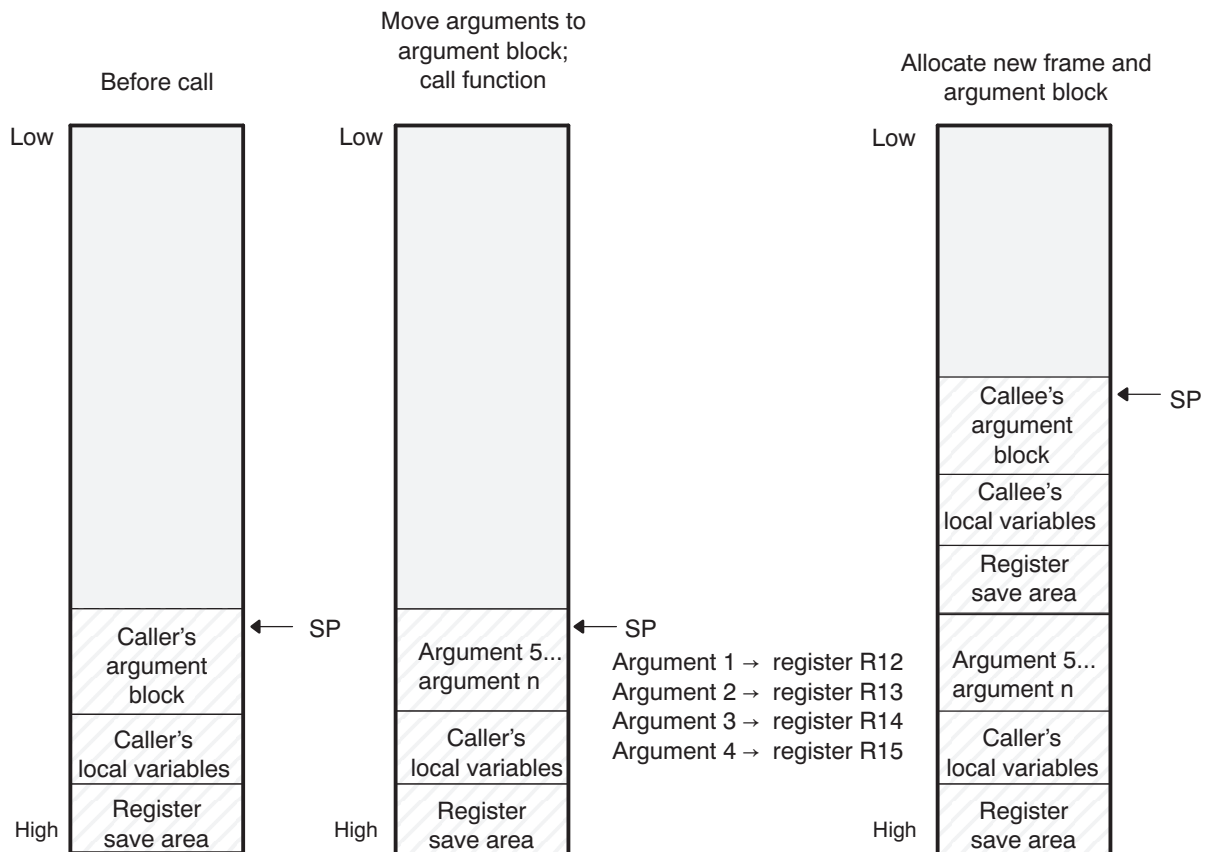 Before call
Low
Caller's
argument
block
Caller's
local variables
Register
save area
High
SP
Move arguments to
argument block;
call function
Low
Argument 5...
argument n
Caller's
local variables
Register
save area
High
SP
Argument 1 → register R12
Argument 2 → register R13
Argument 3 → register R14
Argument 4 → register R15
Allocate new frame and
argument block
Low
Callee's
argument
block
Callee's
local variables
Register
save area
Argument 5...
argument n
Caller's
local variables
Register
save area
High
SP